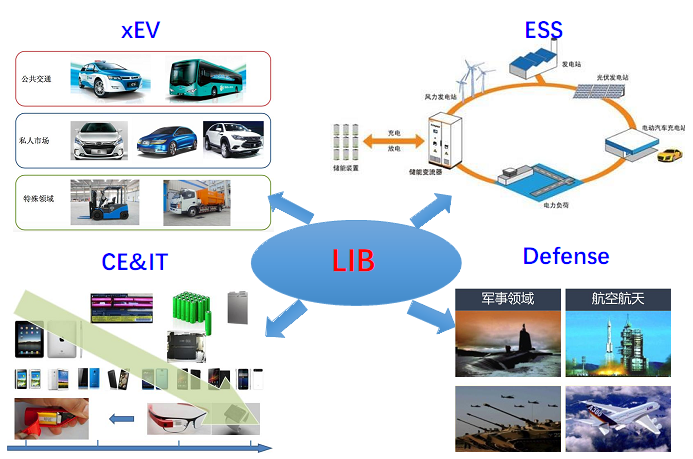 xEV
公共交通
私人市场
特殊领域
ESS
发电站
光伏发电站
风力发电站
电动汽车充电站
充电
放电
储能装置
储能变流器
电力负荷
LIB
CE&IT
Defense
军事领域
航空航天